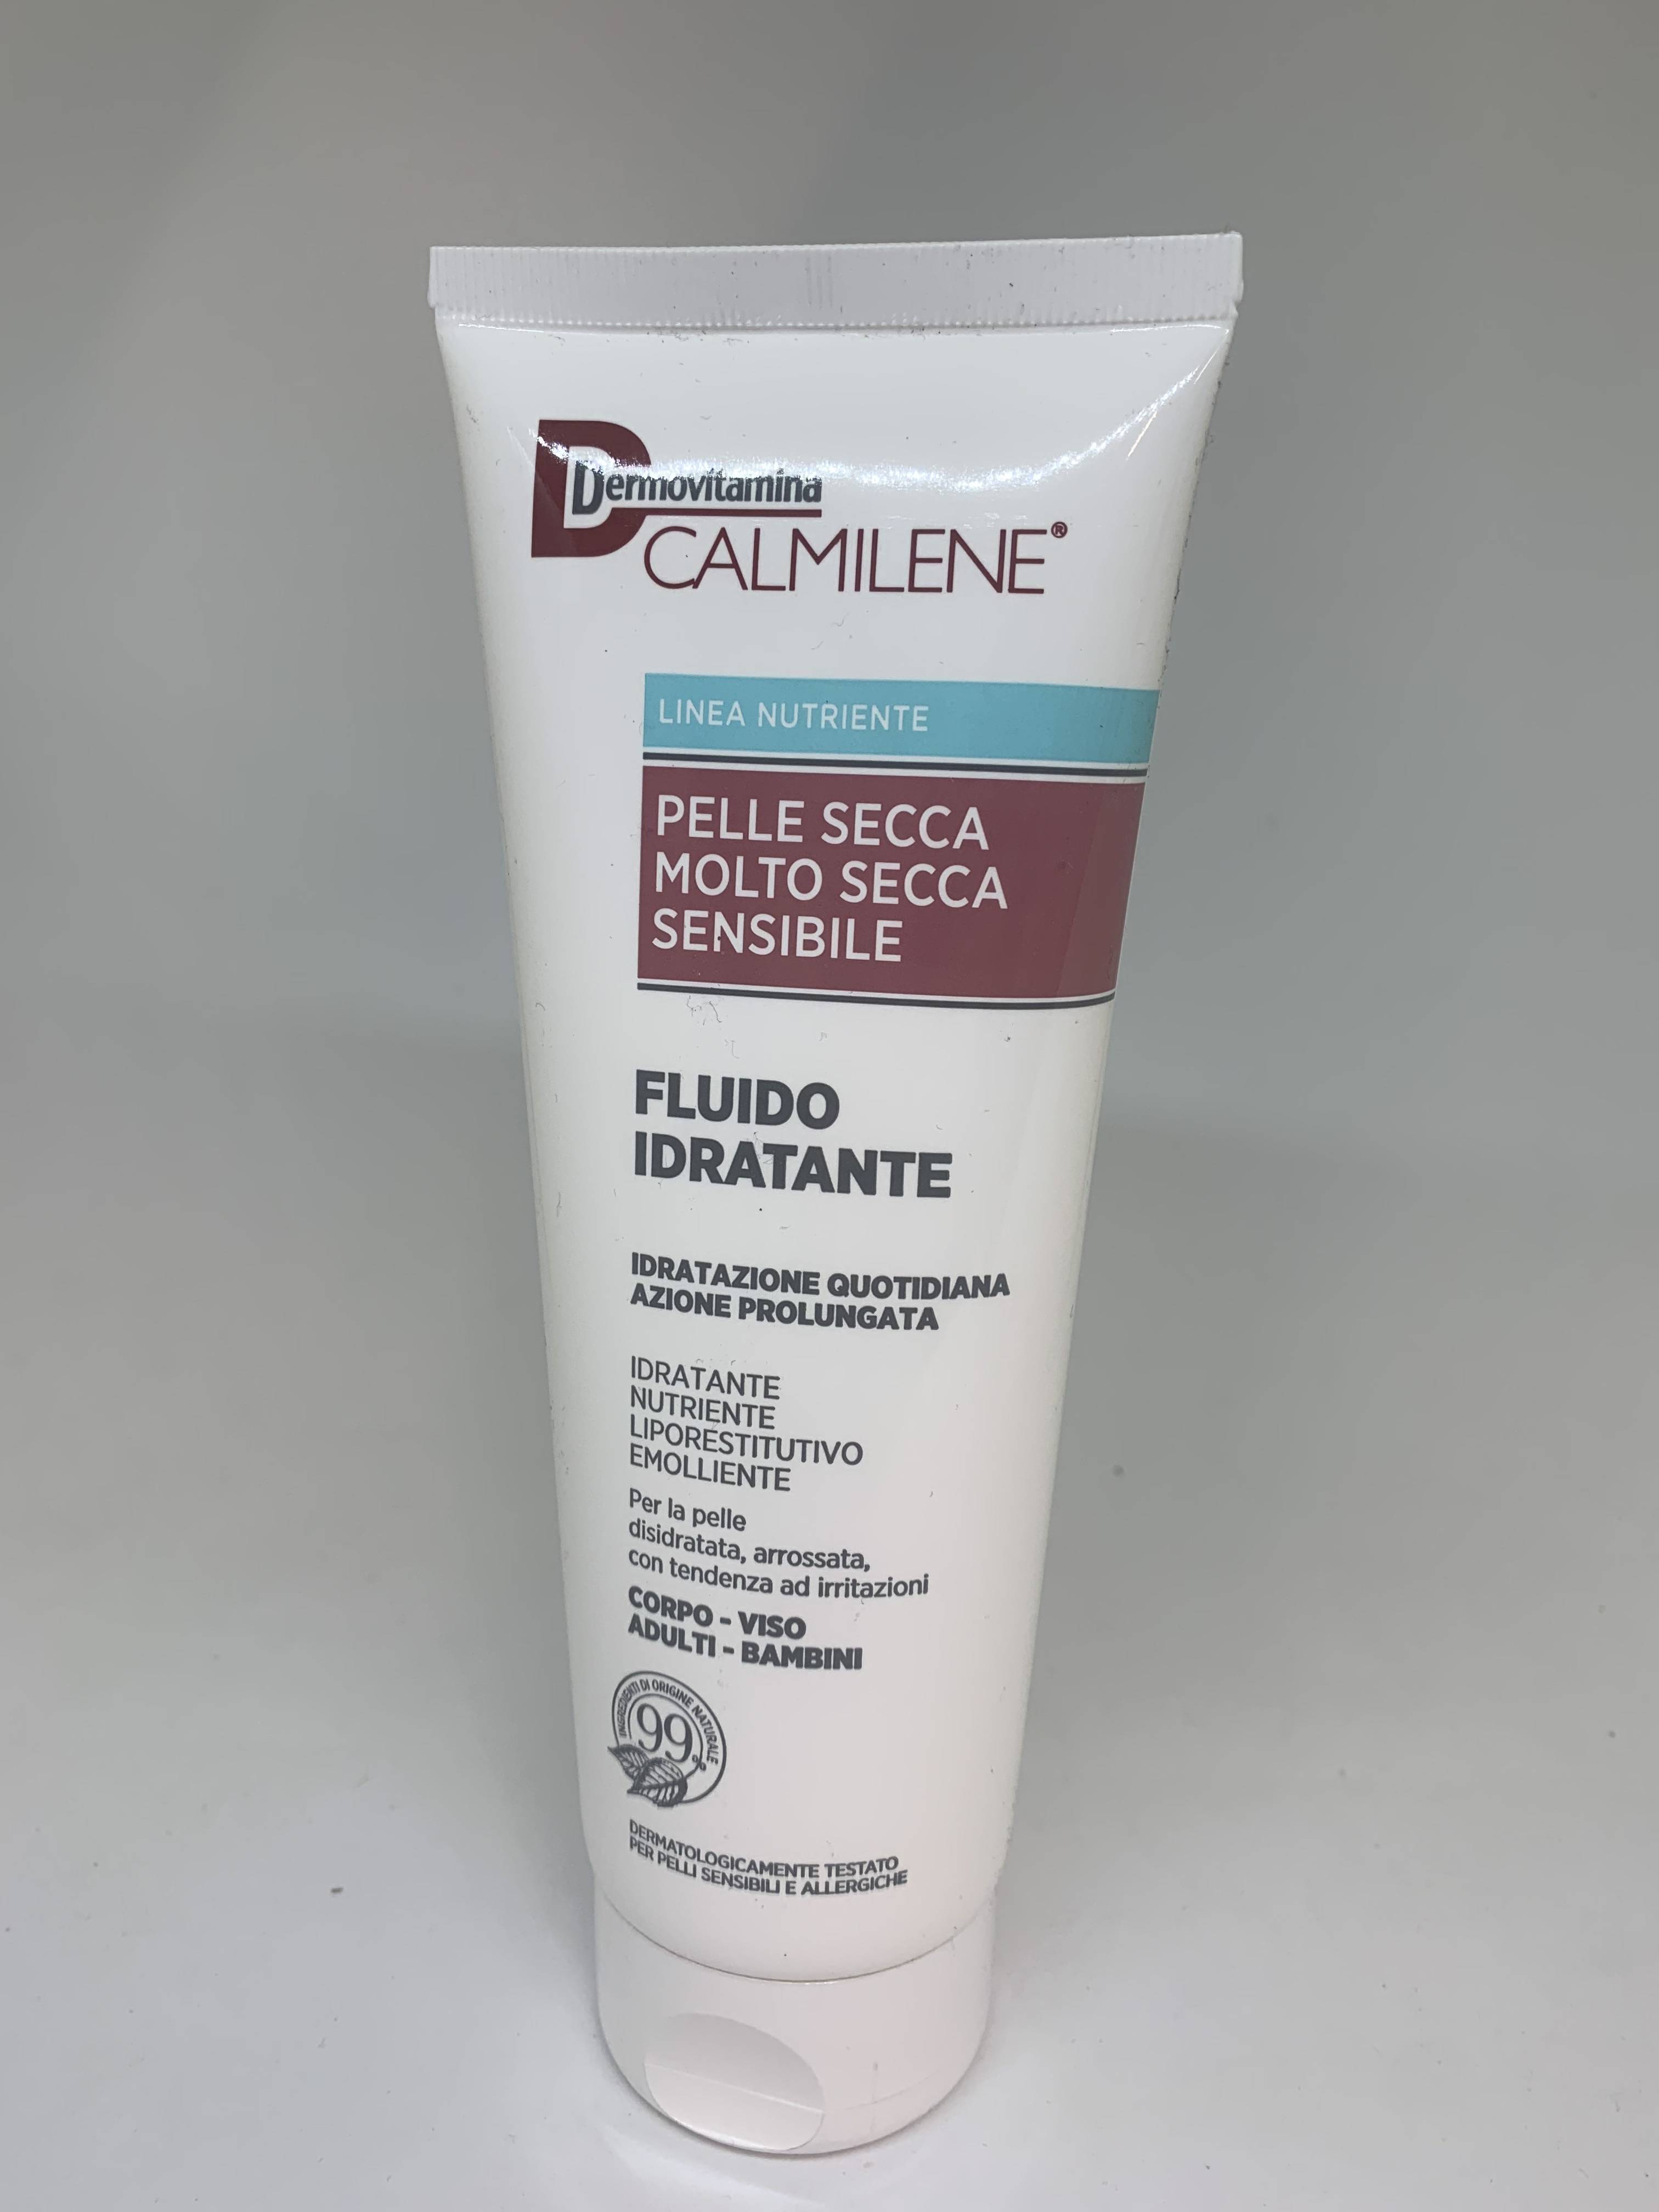 Dermovitamina
CALMILENE®
LINEA NUTRIENTE
PELLE SECCA
MOLTO SECCA
SENSIBILE
FLUIDO
IDRATANTE
IDRATAZIONE QUOTIDIANA
AZIONE PROLUNGATA
IDRATANTE
NUTRIENTE
LIPORESTITUTIVO
EMOLLIENTE
Per la pelle
disidratata, arrossata,
con tendenza ad irritazioni
CORPO - VISO
ADULTI - BAMBINI
INGREDIENTI DI ORIGINE NATURALE
99%
DERMATOLOGICAMENTE TESTATO
PER PELLI SENSIBILI E ALLERGICHE